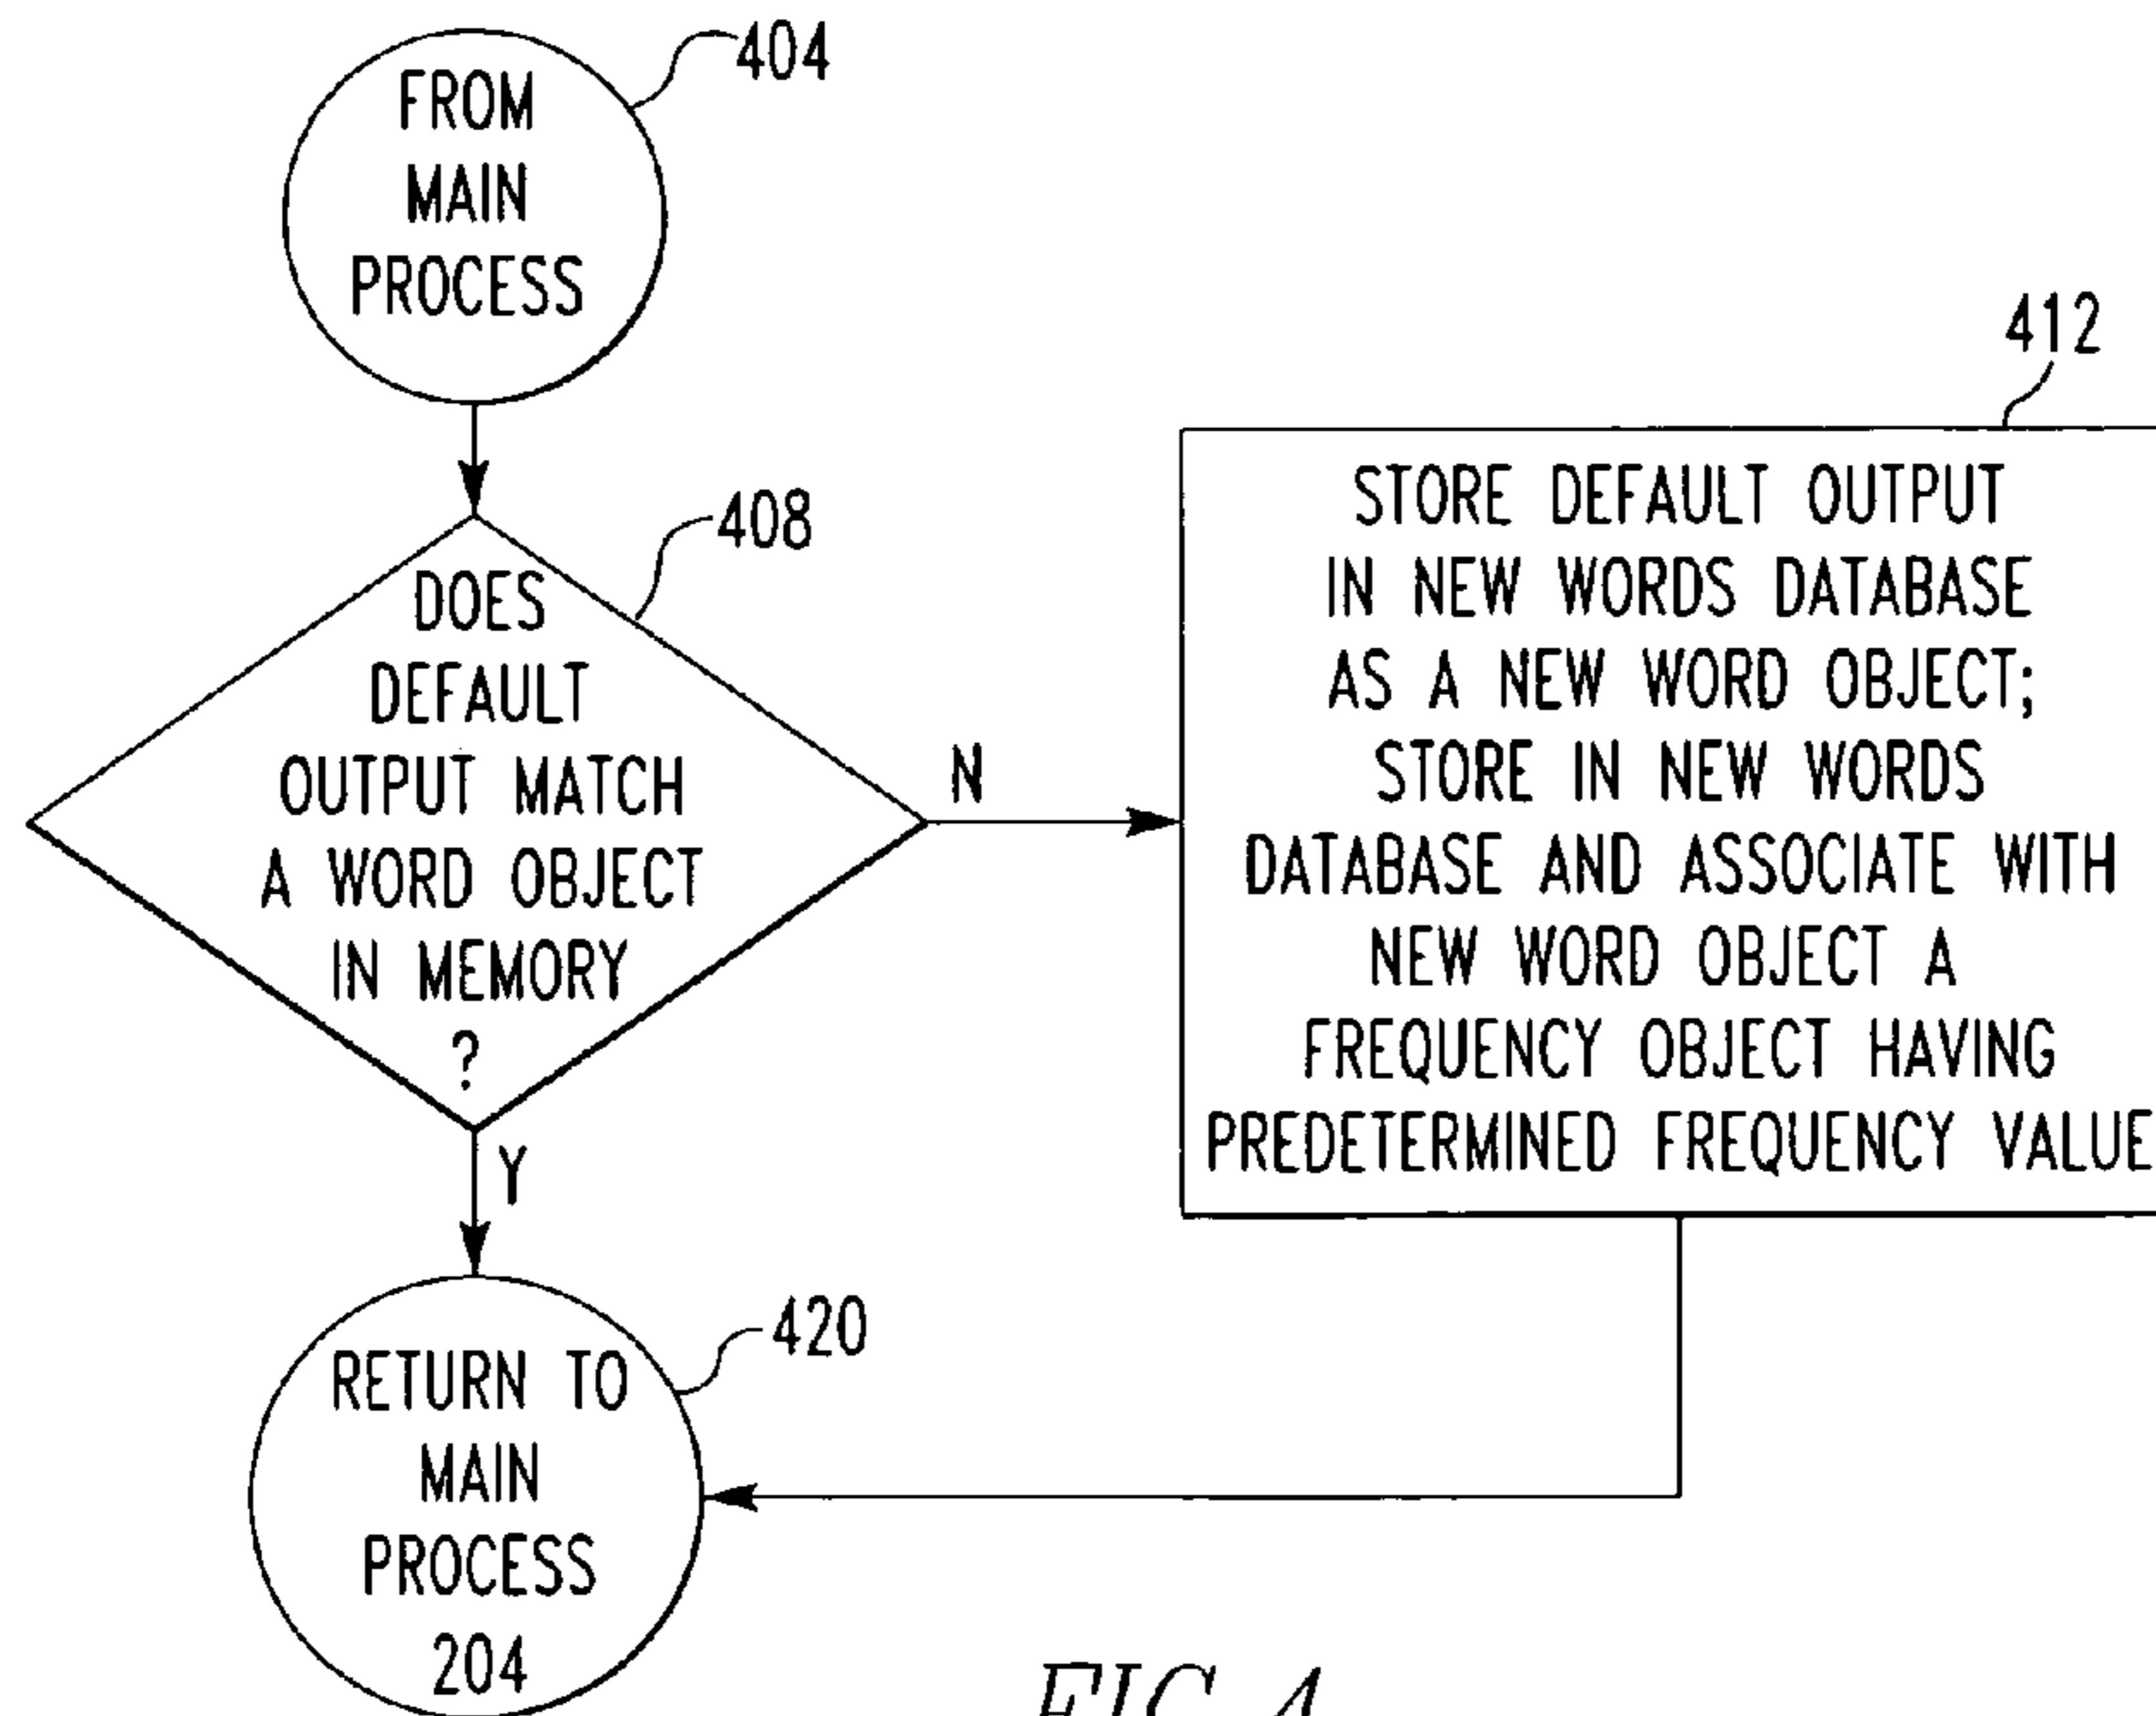 404
FROM
MAIN
PROCESS
408
DOES
DEFAULT
OUTPUT MATCH
A WORD OBJECT
IN MEMORY
?
N
Y
412
STORE DEFAULT OUTPUT
IN NEW WORDS DATABASE
AS A NEW WORD OBJECT;
STORE IN NEW WORDS
DATABASE AND ASSOCIATE WITH
NEW WORD OBJECT A
FREQUENCY OBJECT HAVING
PREDETERMINED FREQUENCY VALUE
420
RETURN TO
MAIN
PROCESS
204
FIG. 4